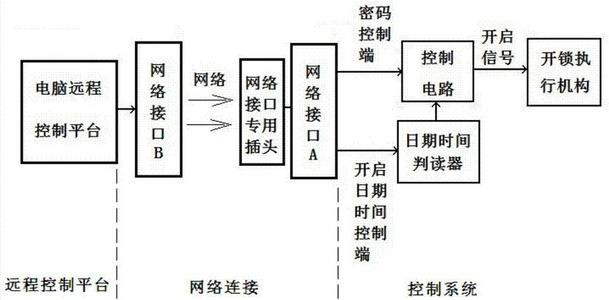 电脑远程
控制平台
网络接口B
网络
网络
接口
专用
插头
网络接口A
密码
控制
端
开启
日期
时间
控制
端
控制
电路
日期时间
判读器
开启
信号
开锁执
行机构
远程控制平台
网络连接
控制系统